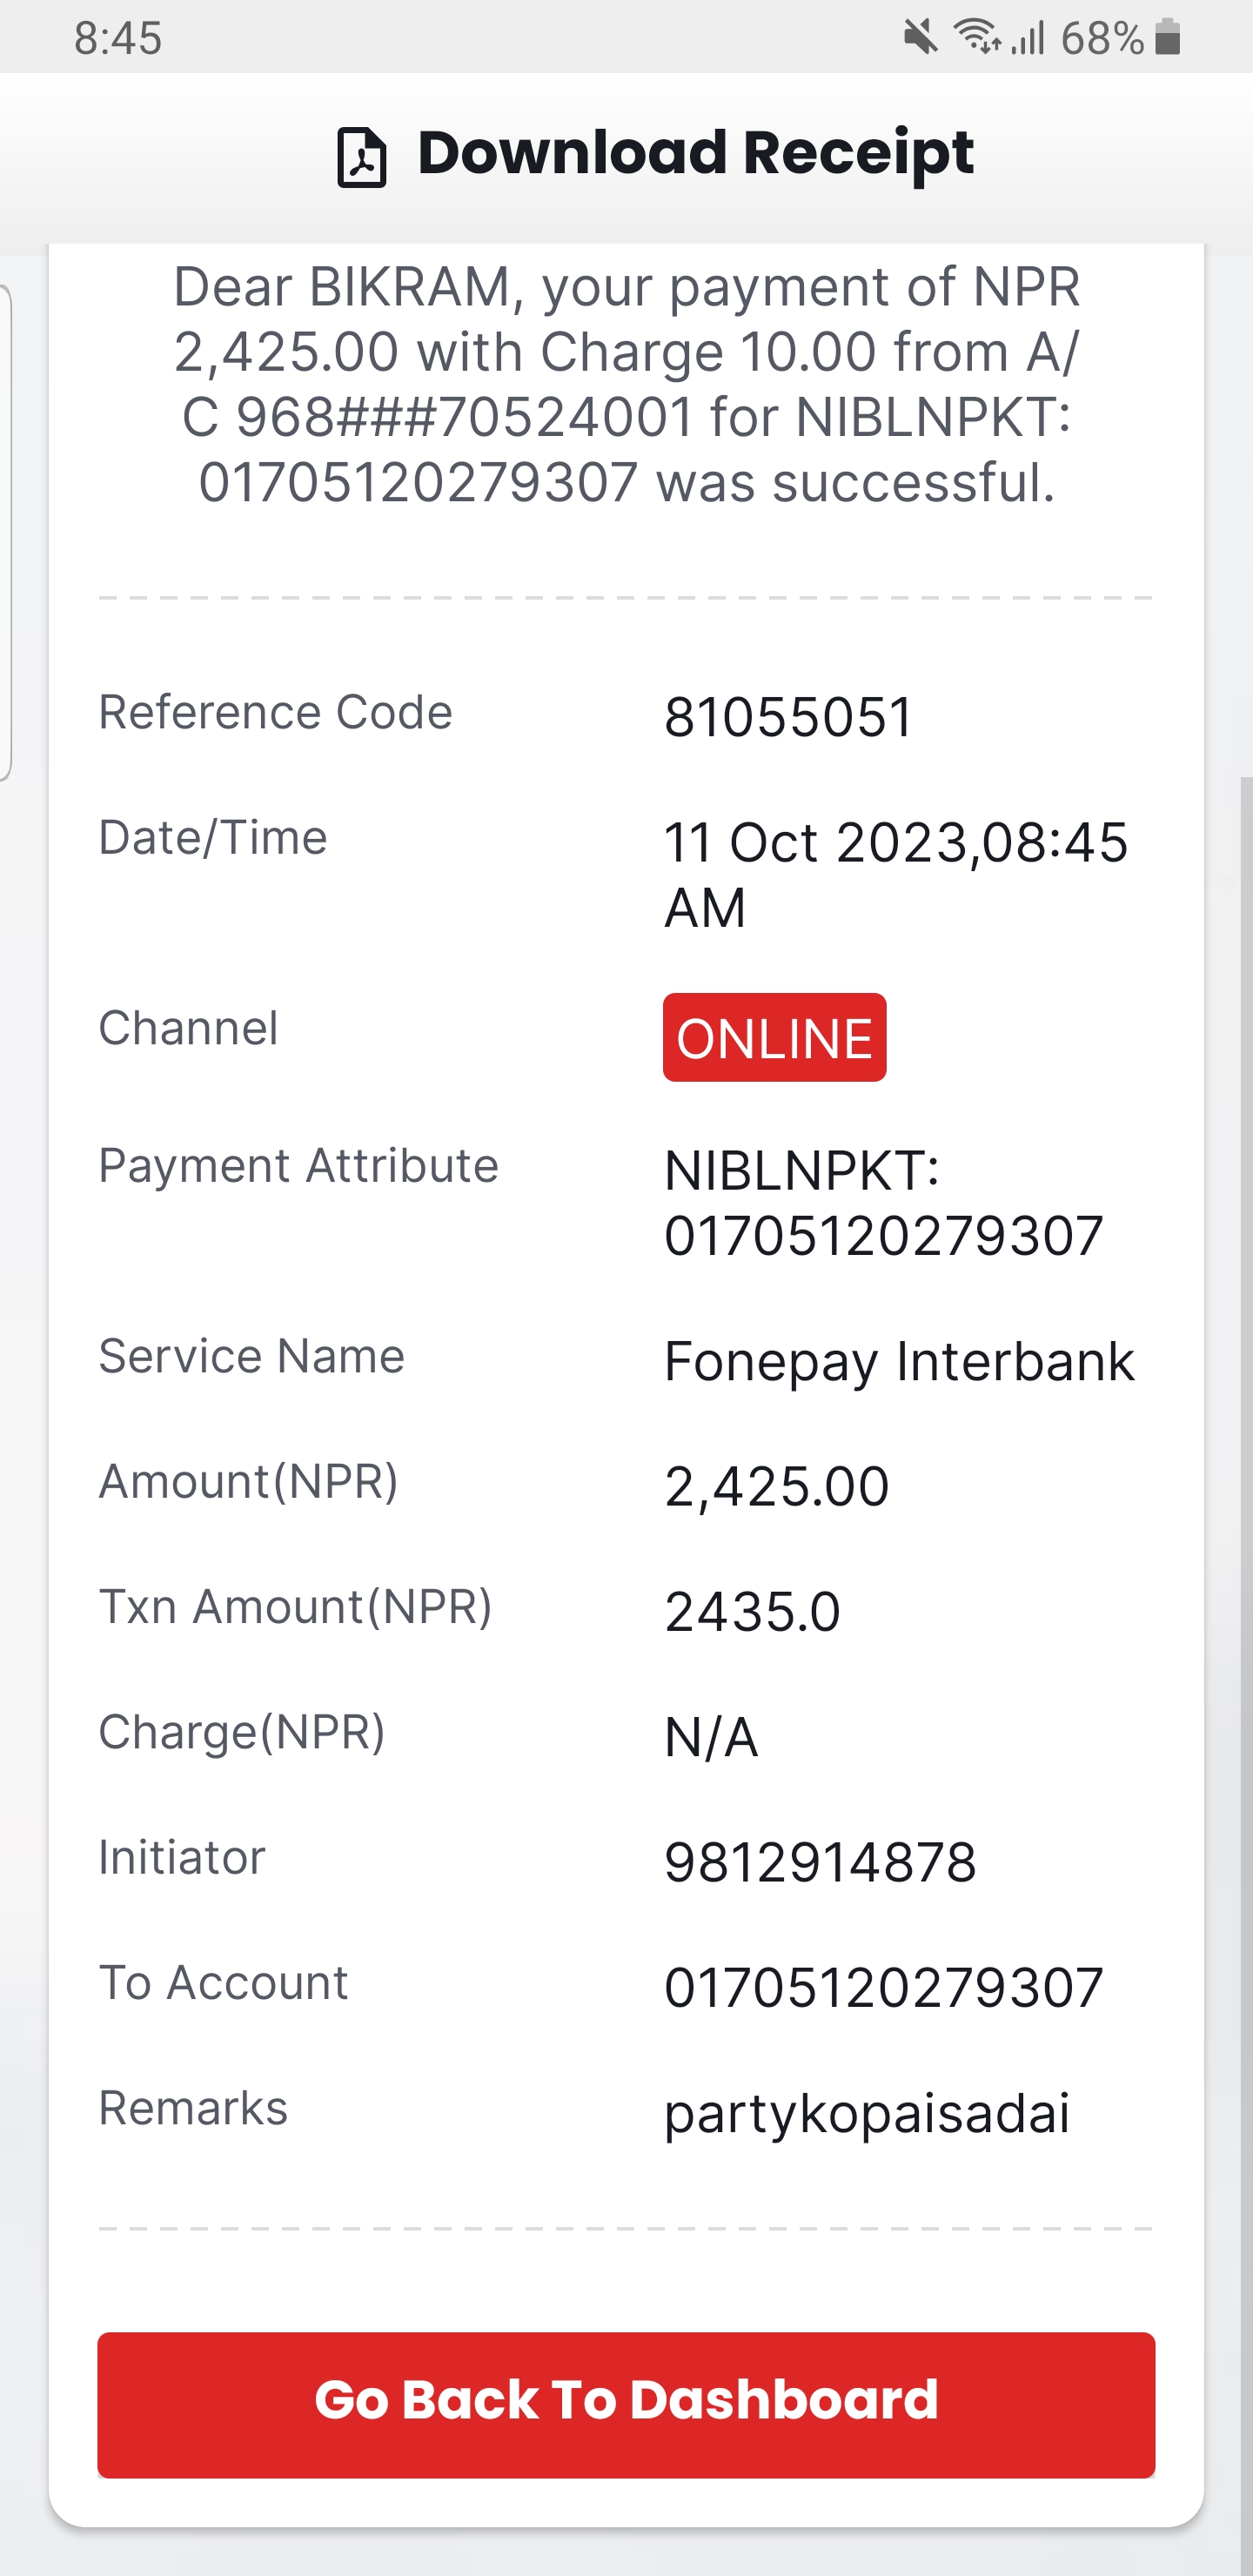 8:45
68%
Download Receipt
Dear BIKRAM, your payment of NPR
2,425.00 with Charge 10.00 from A/
C 968###70524001 for NIBLNPKT:
01705120279307 was successful.
Reference Code 81055051
Date/Time 11 Oct 2023,08:45
AM
Channel ONLINE
Payment Attribute NIBLNPKT:
01705120279307
Service Name Fonepay Interbank
Amount(NPR) 2,425.00
Txn Amount(NPR) 2435.0
Charge(NPR) N/A
Initiator 9812914878
To Account 01705120279307
Remarks partykopaisadai
Go Back To Dashboard